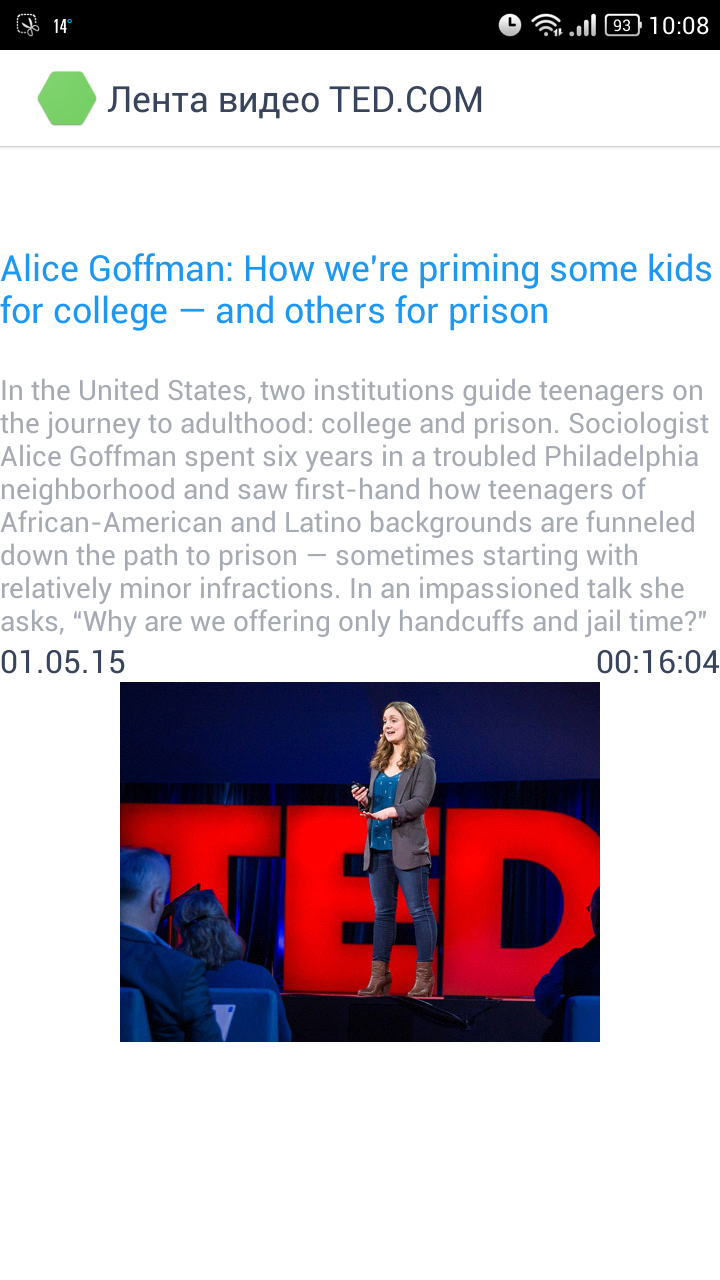 14°
93 10:08
Лента видео TED.COM
Alice Goffman: How we're priming some kids
for college — and others for prison
In the United States, two institutions guide teenagers on
the journey to adulthood: college and prison. Sociologist
Alice Goffman spent six years in a troubled Philadelphia
neighborhood and saw first-hand how teenagers of
African-American and Latino backgrounds are funneled
down the path to prison — sometimes starting with
relatively minor infractions. In an impassioned talk she
asks, “Why are we offering only handcuffs and jail time?”
01.05.15 00:16:04
TED